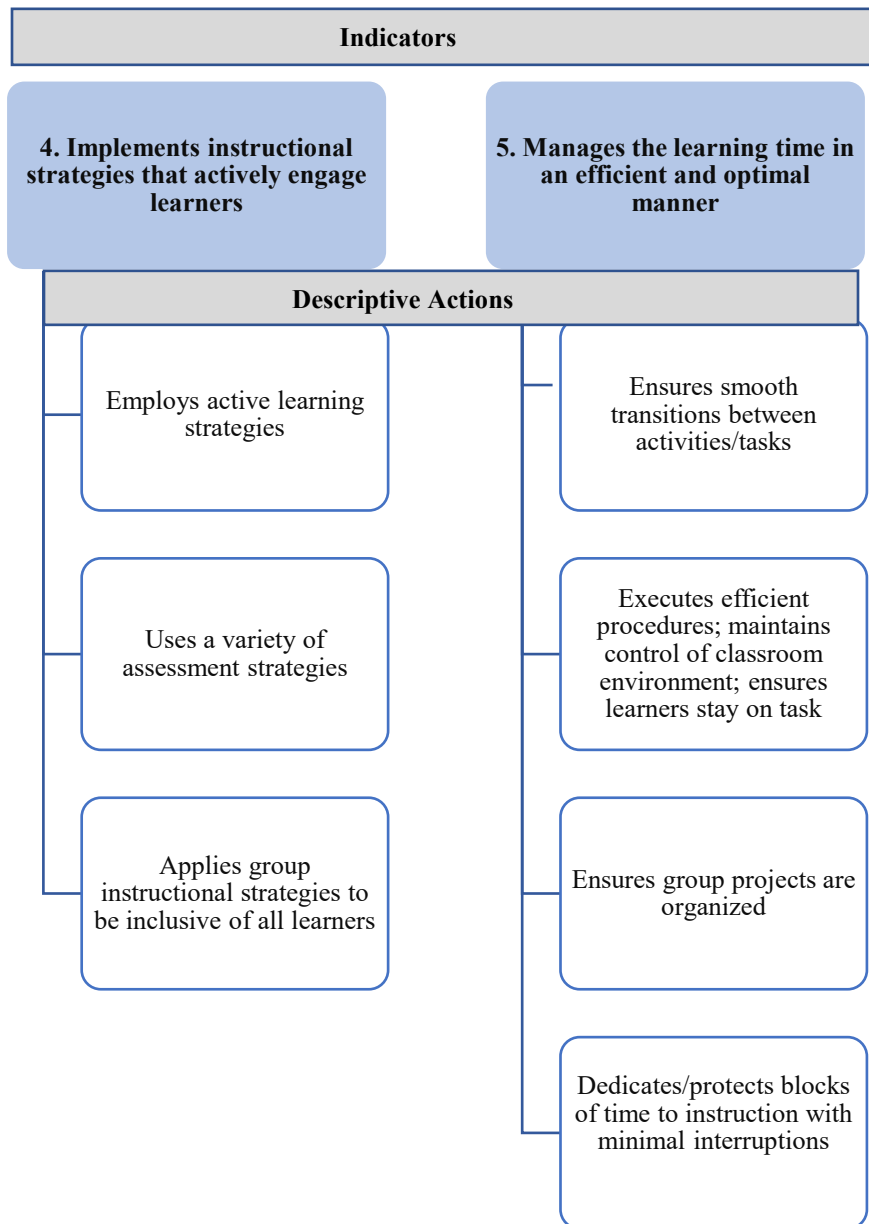 Indicators
4. Implements instructional
strategies that actively engage
learners
5. Manages the learning time in
an efficient and optimal
manner
Descriptive Actions
Employs active learning
strategies
Uses a variety of
assessment strategies
Applies group
instructional strategies to
be inclusive of all learners
Ensures smooth
transitions between
activities/tasks
Executes efficient
procedures; maintains
control of classroom
environment; ensures
learners stay on task
Ensures group projects are
organized
Dedicates/protects blocks
of time to instruction with
minimal interruptions